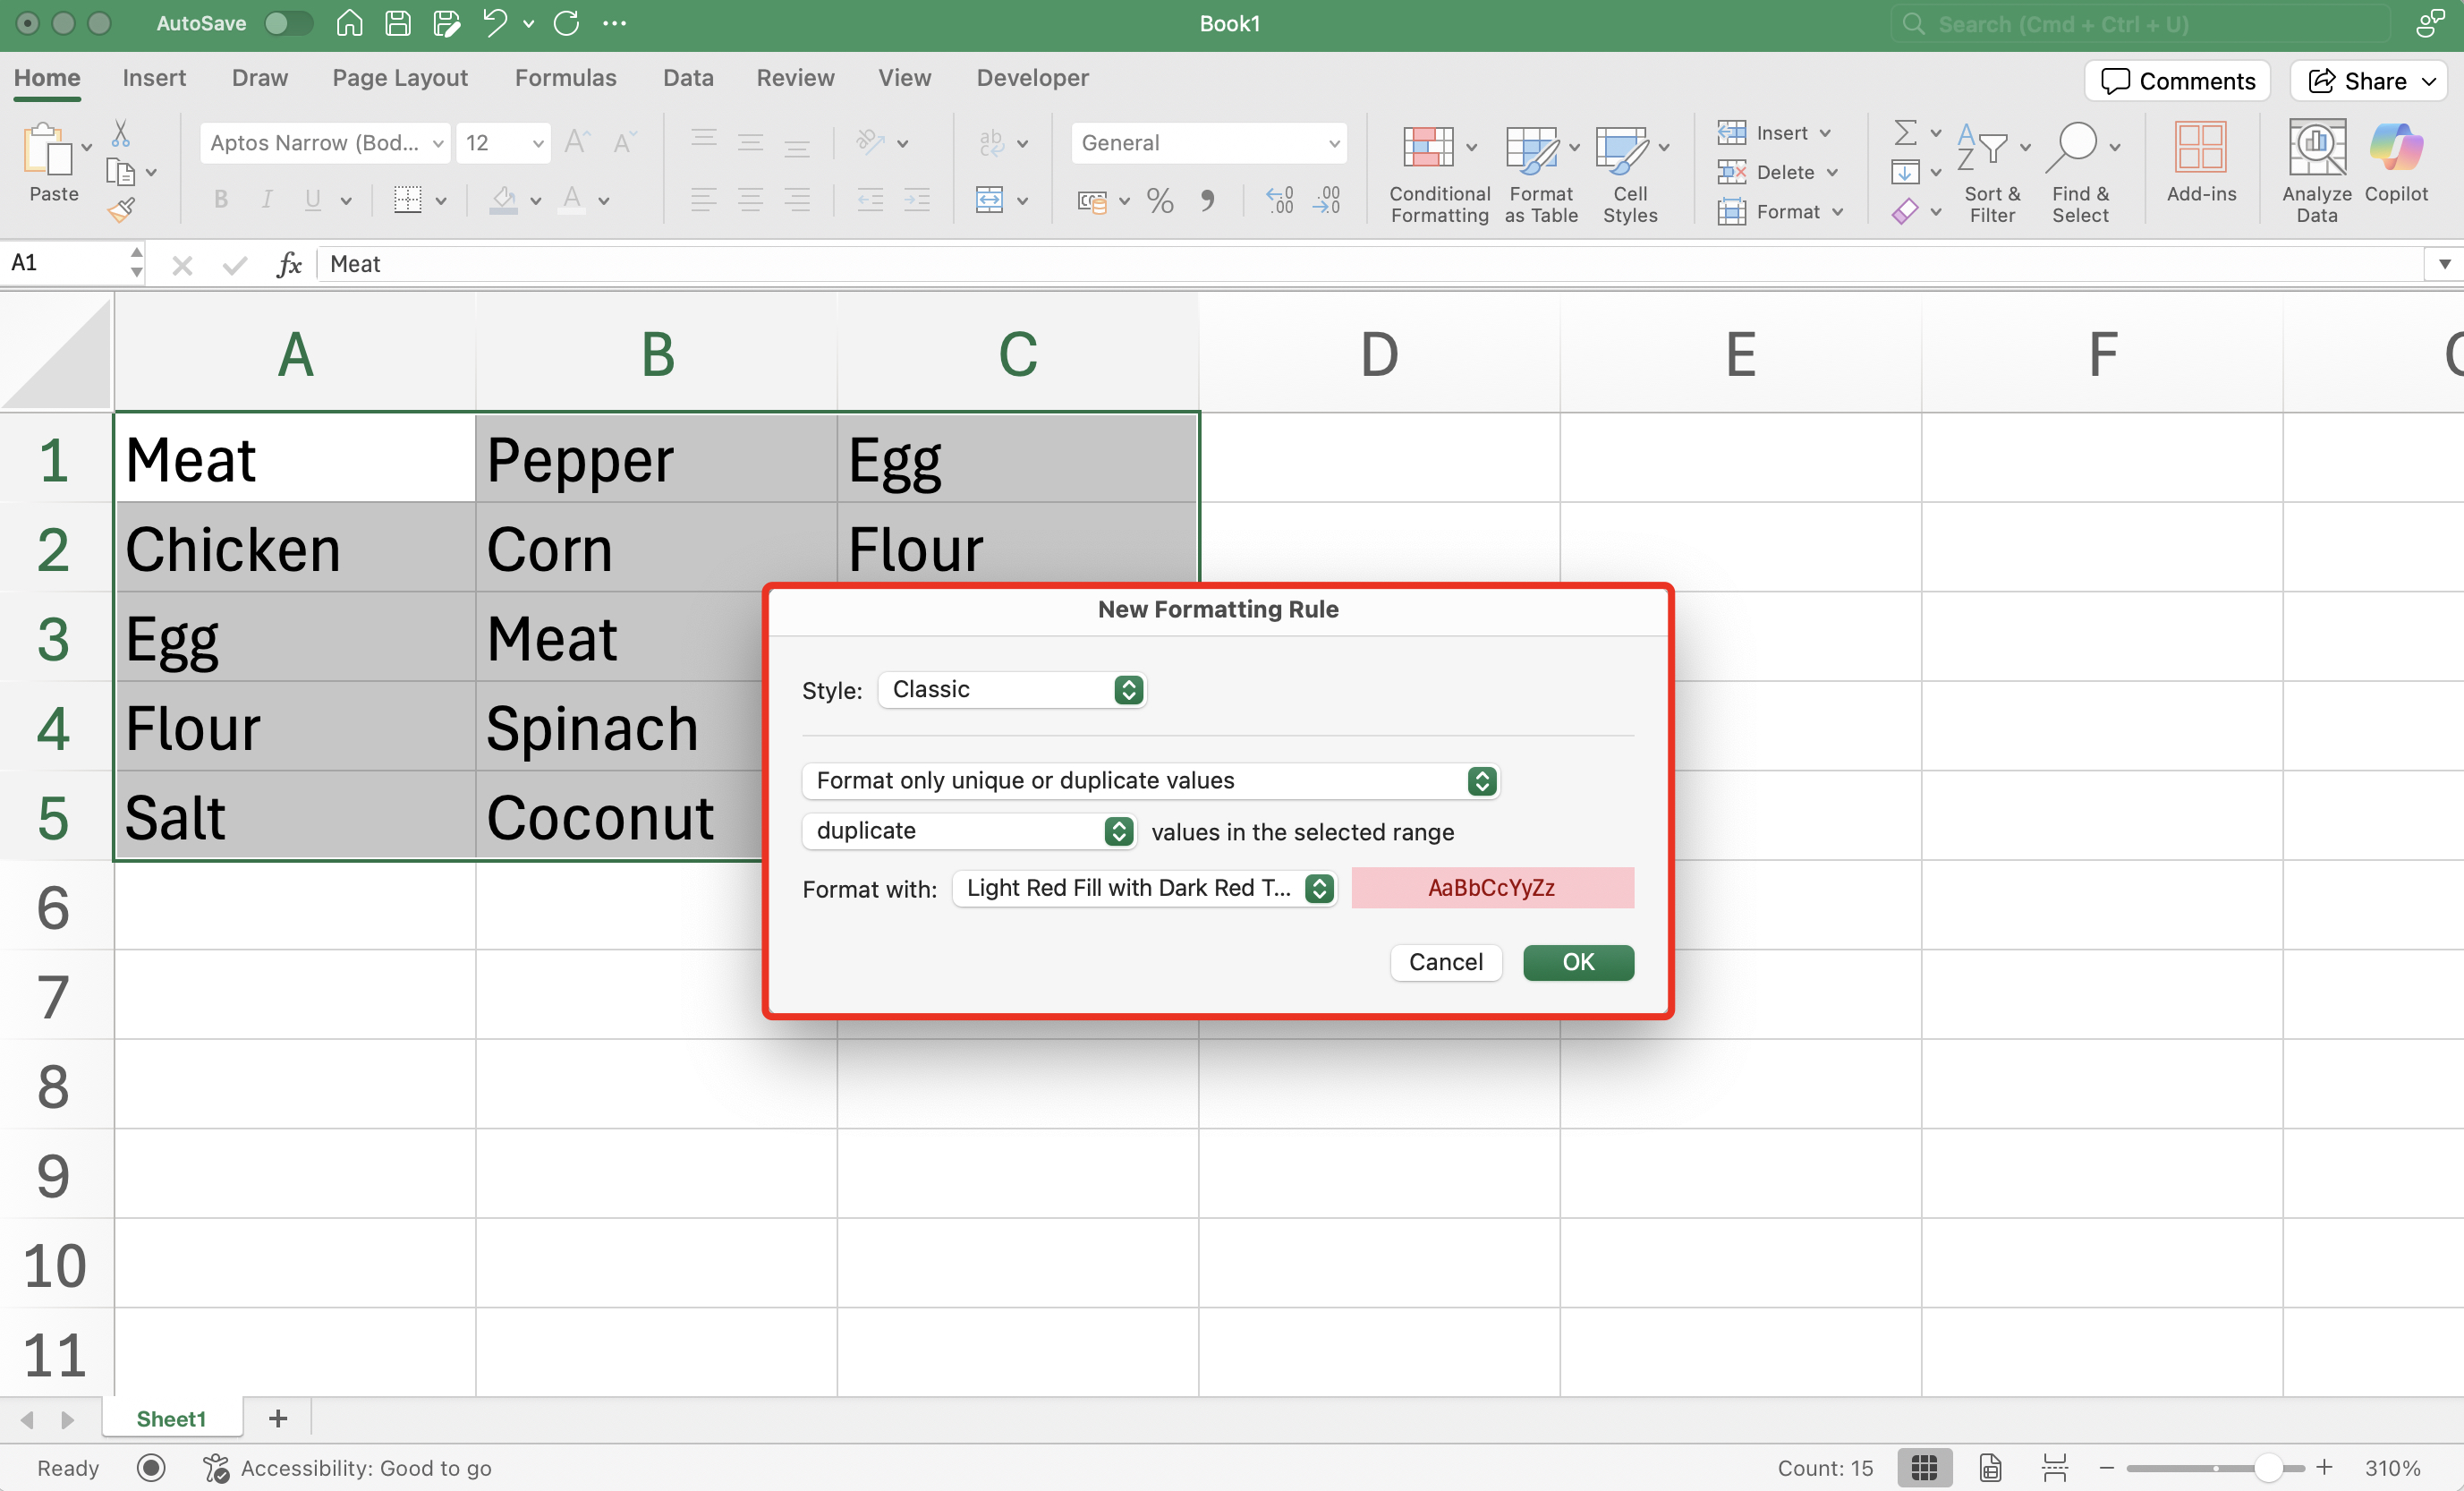 AutoSave
Book1
Search (Cmd + Ctrl + U)
Home Insert Draw Page Layout Formulas Data Review View Developer
Comments Share
Paste
Aptos Narrow (Bod... 12
General
Conditional Formatting
Format as Table
Cell Styles
Insert
Delete
Format
Sort & Filter
Find & Select
Add-ins
Analyze Data
Copilot
A1 fx Meat
A B C D E F
1 Meat Pepper Egg
2 Chicken Corn Flour
3 Egg Meat
4 Flour Spinach
5 Salt Coconut
6
7
8
9
10
11
New Formatting Rule
Style: Classic
Format only unique or duplicate values
duplicate values in the selected range
Format with: Light Red Fill with Dark Red T... AaBbCcYyZz
Cancel OK
Sheet1 +
Ready Accessibility: Good to go Count: 15 310%